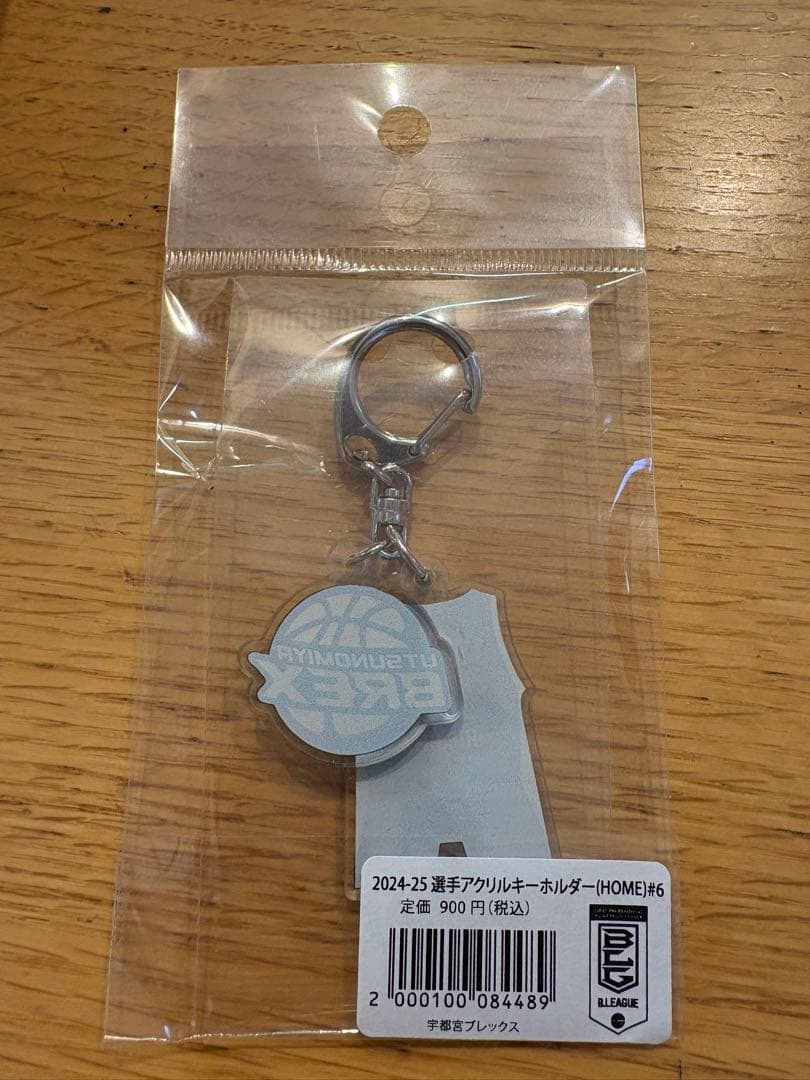 UTSUNOMIYA
BREX
2024-25 選手アクリルキーホルダー(HOME)#6
定価 900円(税込)
BLG
B.LEAGUE
2 000100 084489
宇都宮ブレックス